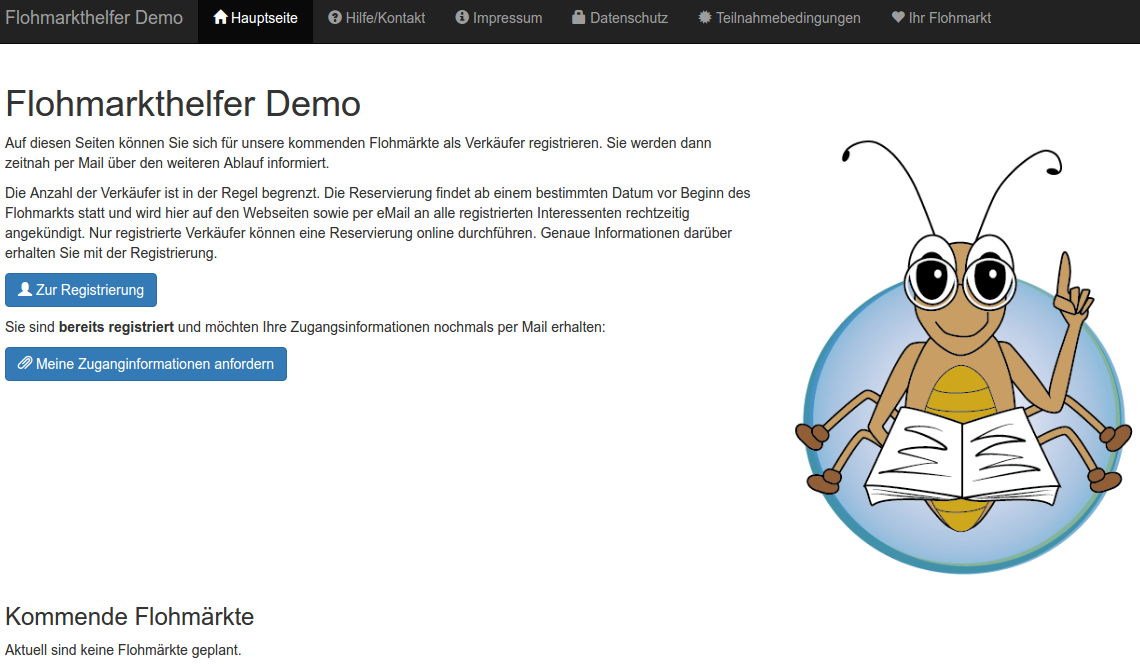 Flohmarkthelfer Demo
Hauptseite
Hilfe/Kontakt
Impressum
Datenschutz
Teilnahmebedingungen
Ihr Flohmarkt
Flohmarkthelfer Demo
Auf diesen Seiten können Sie sich für unsere kommenden Flohmärkte als Verkäufer registrieren. Sie werden dann
zeitnah per Mail über den weiteren Ablauf informiert.
Die Anzahl der Verkäufer ist in der Regel begrenzt. Die Reservierung findet ab einem bestimmten Datum vor Beginn des
Flohmarkts statt und wird hier auf den Webseiten sowie per eMail an alle registrierten Interessenten rechtzeitig
angekündigt. Nur registrierte Verkäufer können eine Reservierung online durchführen. Genaue Informationen darüber
erhalten Sie mit der Registrierung.
Zur Registrierung
Sie sind bereits registriert und möchten Ihre Zugangsinformationen nochmals per Mail erhalten:
Meine Zuganginformationen anfordern
Kommende Flohmärkte
Aktuell sind keine Flohmärkte geplant.